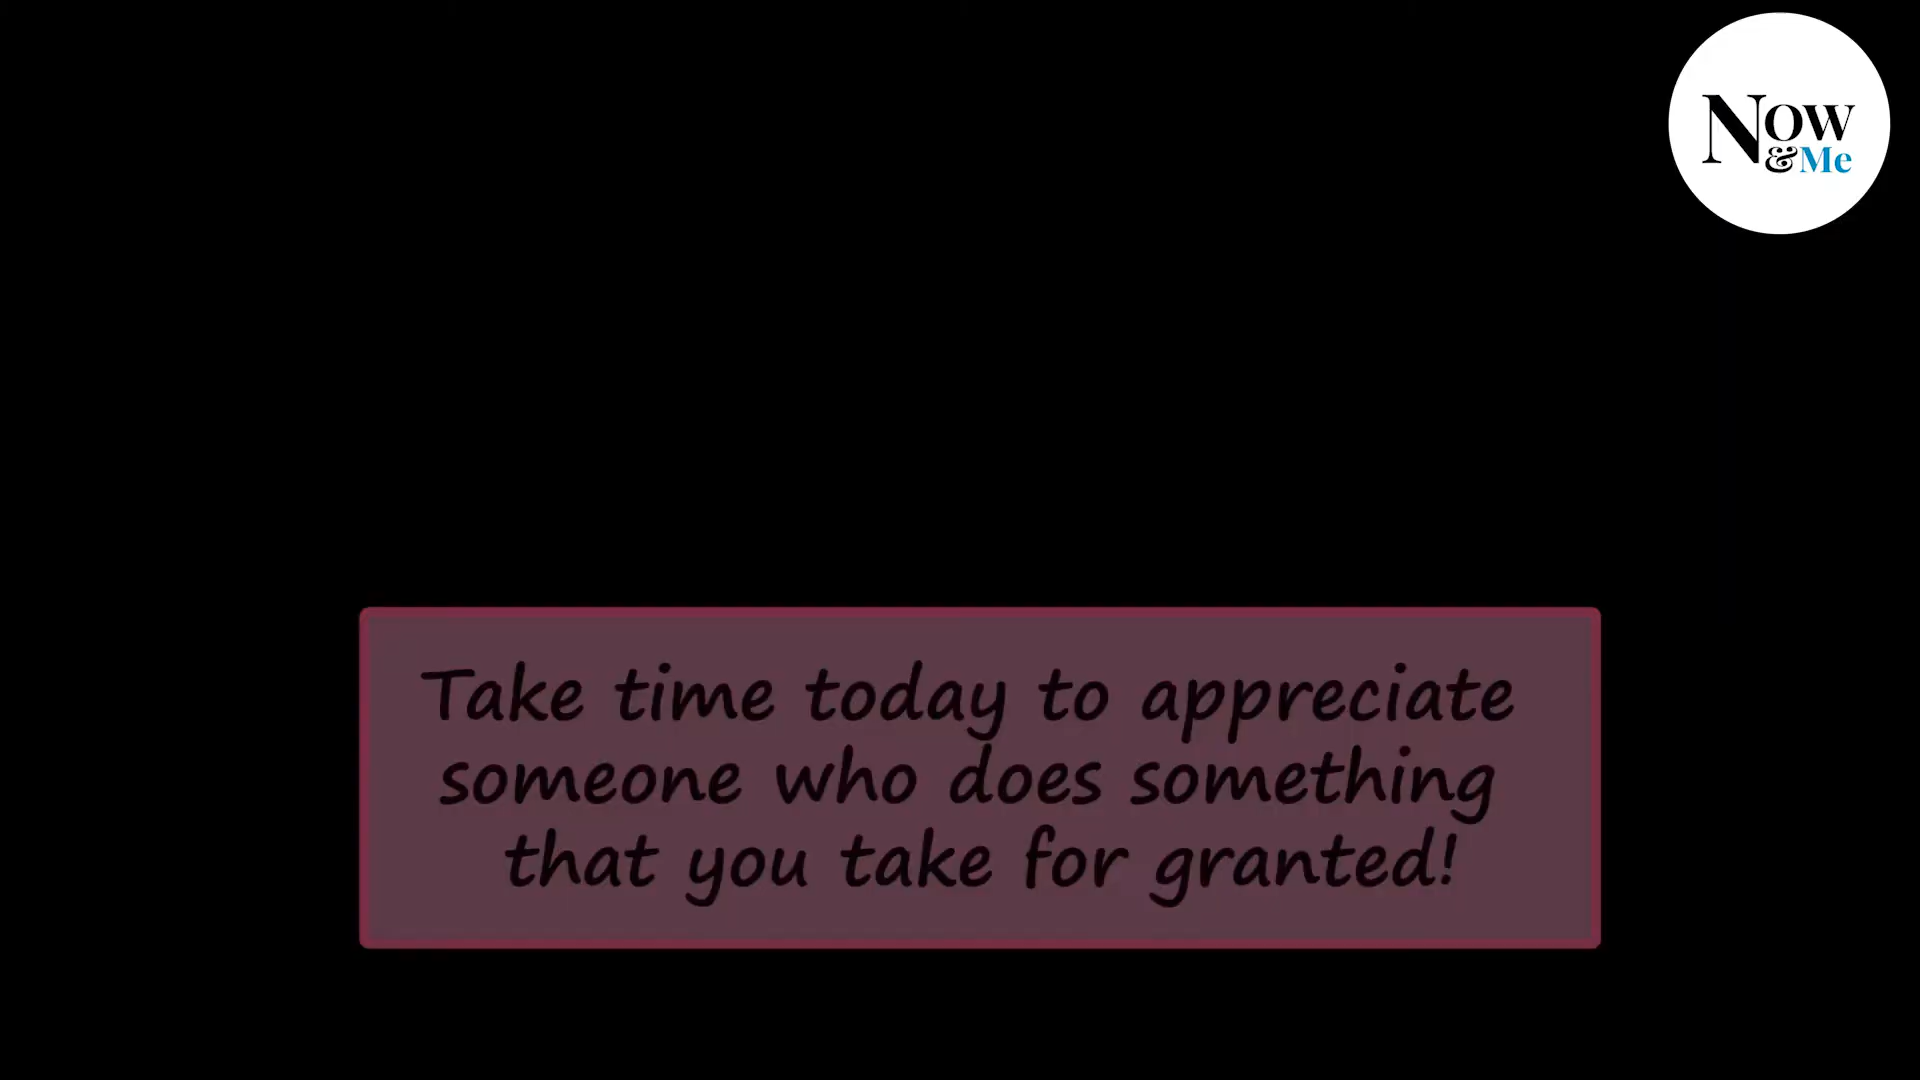 Now
&Me
Take time today to appreciate
someone who does something
that you take for granted!